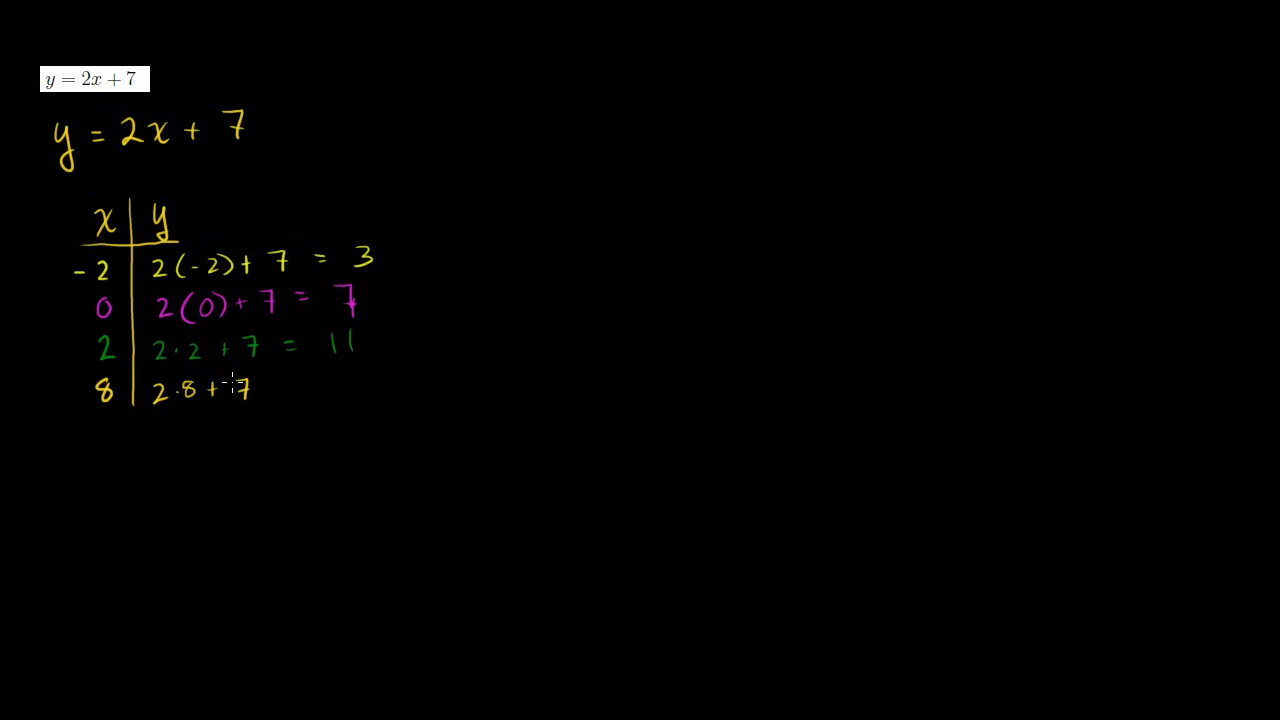 y = 2x + 7
y = 2x + 7
x y
-2 2(-2) + 7 = 3
0 2(0) + 7 = 7
2 2·2 + 7 = 11
8 2·8 + 7